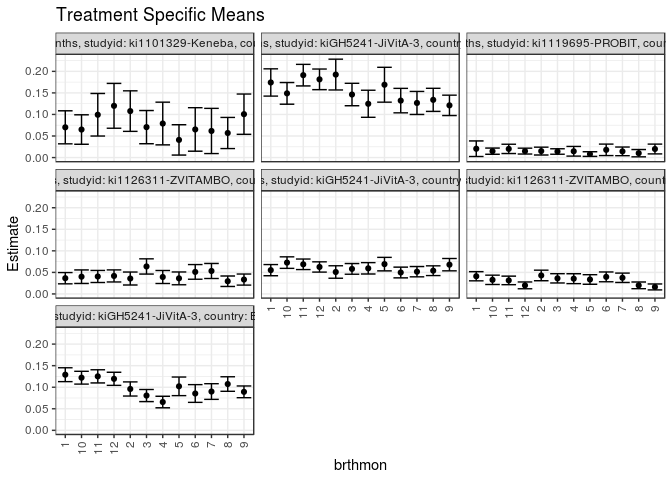 Treatment Specific Means
nths, studyid: ki1101329-Keneba, cou
s, studyid: kiGH5241-JiVitA-3, country
ths, studyid: ki1119695-PROBIT, cour
0.20
0.15
0.10
0.05
0.00
s, studyid: ki1126311-ZVITAMBO, coun
s, studyid: kiGH5241-JiVitA-3, country
studyid: ki1126311-ZVITAMBO, count
0.20
0.15
0.10
0.05
0.00
1 10 11 12 2 3 4 5 6 7 8 9
1 10 11 12 2 3 4 5 6 7 8 9
studyid: kiGH5241-JiVitA-3, country: B
0.20
0.15
0.10
0.05
0.00
1 10 11 12 2 3 4 5 6 7 8 9
Estimate
brthmon